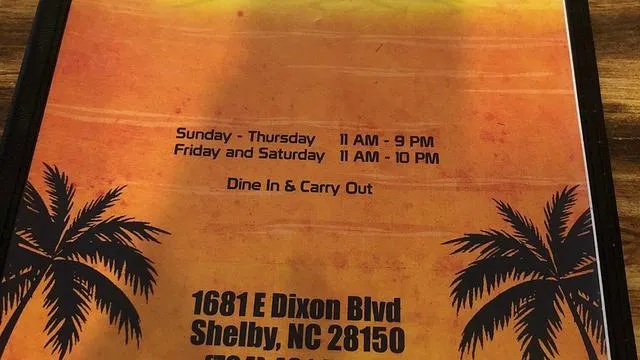 Sunday - Thursday 11 AM - 9 PM
Friday and Saturday 11 AM - 10 PM
Dine In & Carry Out
1681 E Dixon Blvd
Shelby, NC 28150